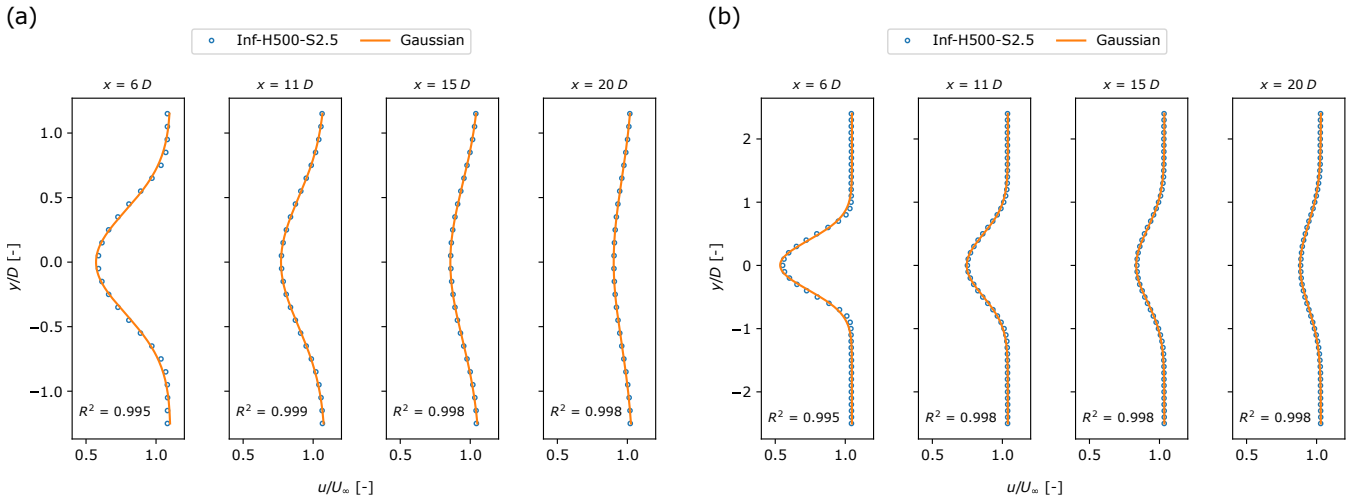 (a)
Inf-H500-S2.5 Gaussian
x = 6 D x = 11 D x = 15 D x = 20 D
1.0
0.5
0.0
−0.5
−1.0
y/D [-]
R² = 0.995 R² = 0.999 R² = 0.998 R² = 0.998
0.5 1.0 0.5 1.0 0.5 1.0 0.5 1.0
u/U∞ [-]
(b)
Inf-H500-S2.5 Gaussian
x = 6 D x = 11 D x = 15 D x = 20 D
2
1
0
−1
−2
y/D [-]
R² = 0.995 R² = 0.998 R² = 0.998 R² = 0.998
0.5 1.0 0.5 1.0 0.5 1.0 0.5 1.0
u/U∞ [-]